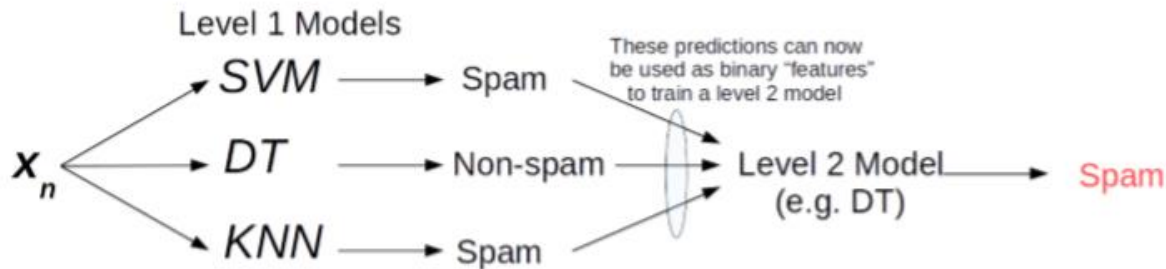 Level 1 Models
These predictions can now
be used as binary “features”
to train a level 2 model
SVM
Spam
x
n
DT
Non-spam
Level 2 Model
(e.g. DT)
Spam
KNN
Spam